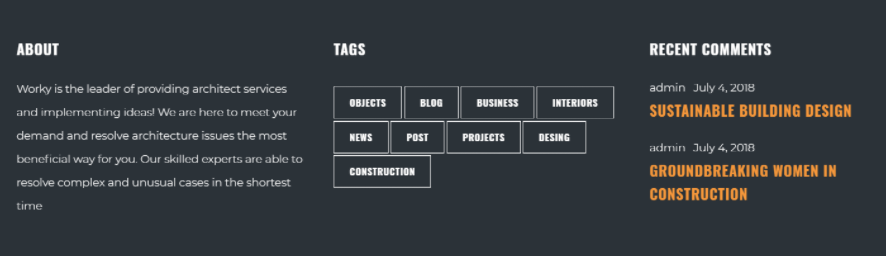 ABOUT
Worky is the leader of providing architect services
and implementing ideas! We are here to meet your
demand and resolve architecture issues the most
beneficial way for you. Our skilled experts are able to
resolve complex and unusual cases in the shortest
time
TAGS
OBJECTS BLOG BUSINESS INTERIORS
NEWS POST PROJECTS DESING
CONSTRUCTION
RECENT COMMENTS
admin July 4, 2018
SUSTAINABLE BUILDING DESIGN
admin July 4, 2018
GROUNDBREAKING WOMEN IN
CONSTRUCTION